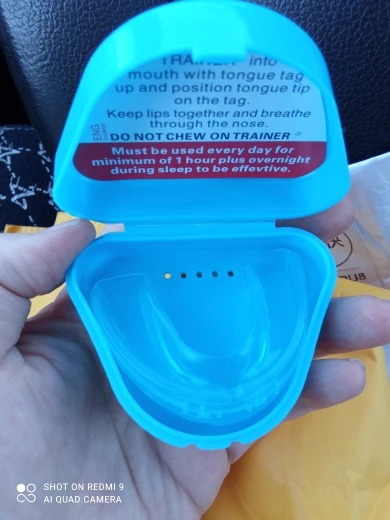 TRAINER™ into
mouth with tongue tag
up and position tongue tip
on the tag.
Keep lips together and breathe
through the nose.
ENG
DO NOT CHEW ON TRAINER ®
Must be used every day for
minimum of 1 hour plus overnight
during sleep to be effevtive.
SHOT ON REDMI 9
AI QUAD CAMERA